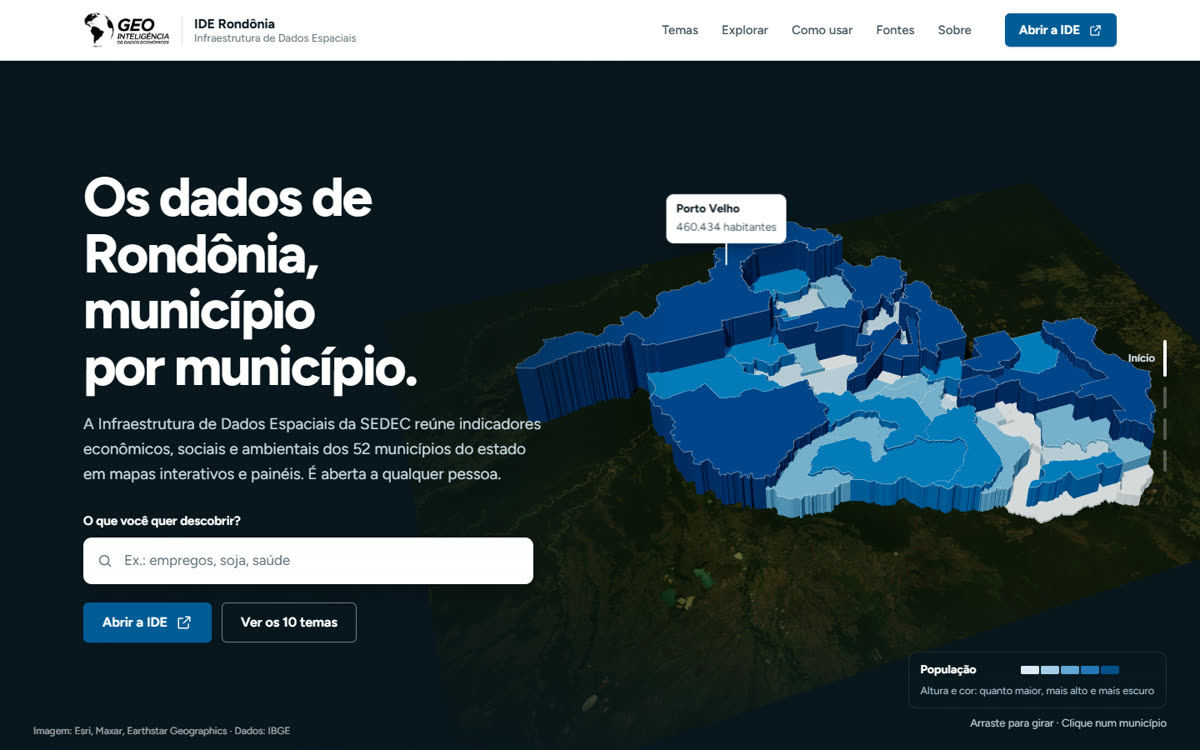 GEO
INTELIGÊNCIA
DE DADOS ECONÔMICOS
IDE Rondônia
Infraestrutura de Dados Espaciais
Temas
Explorar
Como usar
Fontes
Sobre
Abrir a IDE
Os dados de
Rondônia,
município
por município.
A Infraestrutura de Dados Espaciais da SEDEC reúne indicadores
econômicos, sociais e ambientais dos 52 municípios do estado
em mapas interativos e painéis. É aberta a qualquer pessoa.
O que você quer descobrir?
Ex.: empregos, soja, saúde
Abrir a IDE
Ver os 10 temas
Porto Velho
460.434 habitantes
Início
População
Altura e cor: quanto maior, mais alto e mais escuro
Arraste para girar · Clique num município
Imagem: Esri, Maxar, Earthstar Geographics · Dados: IBGE